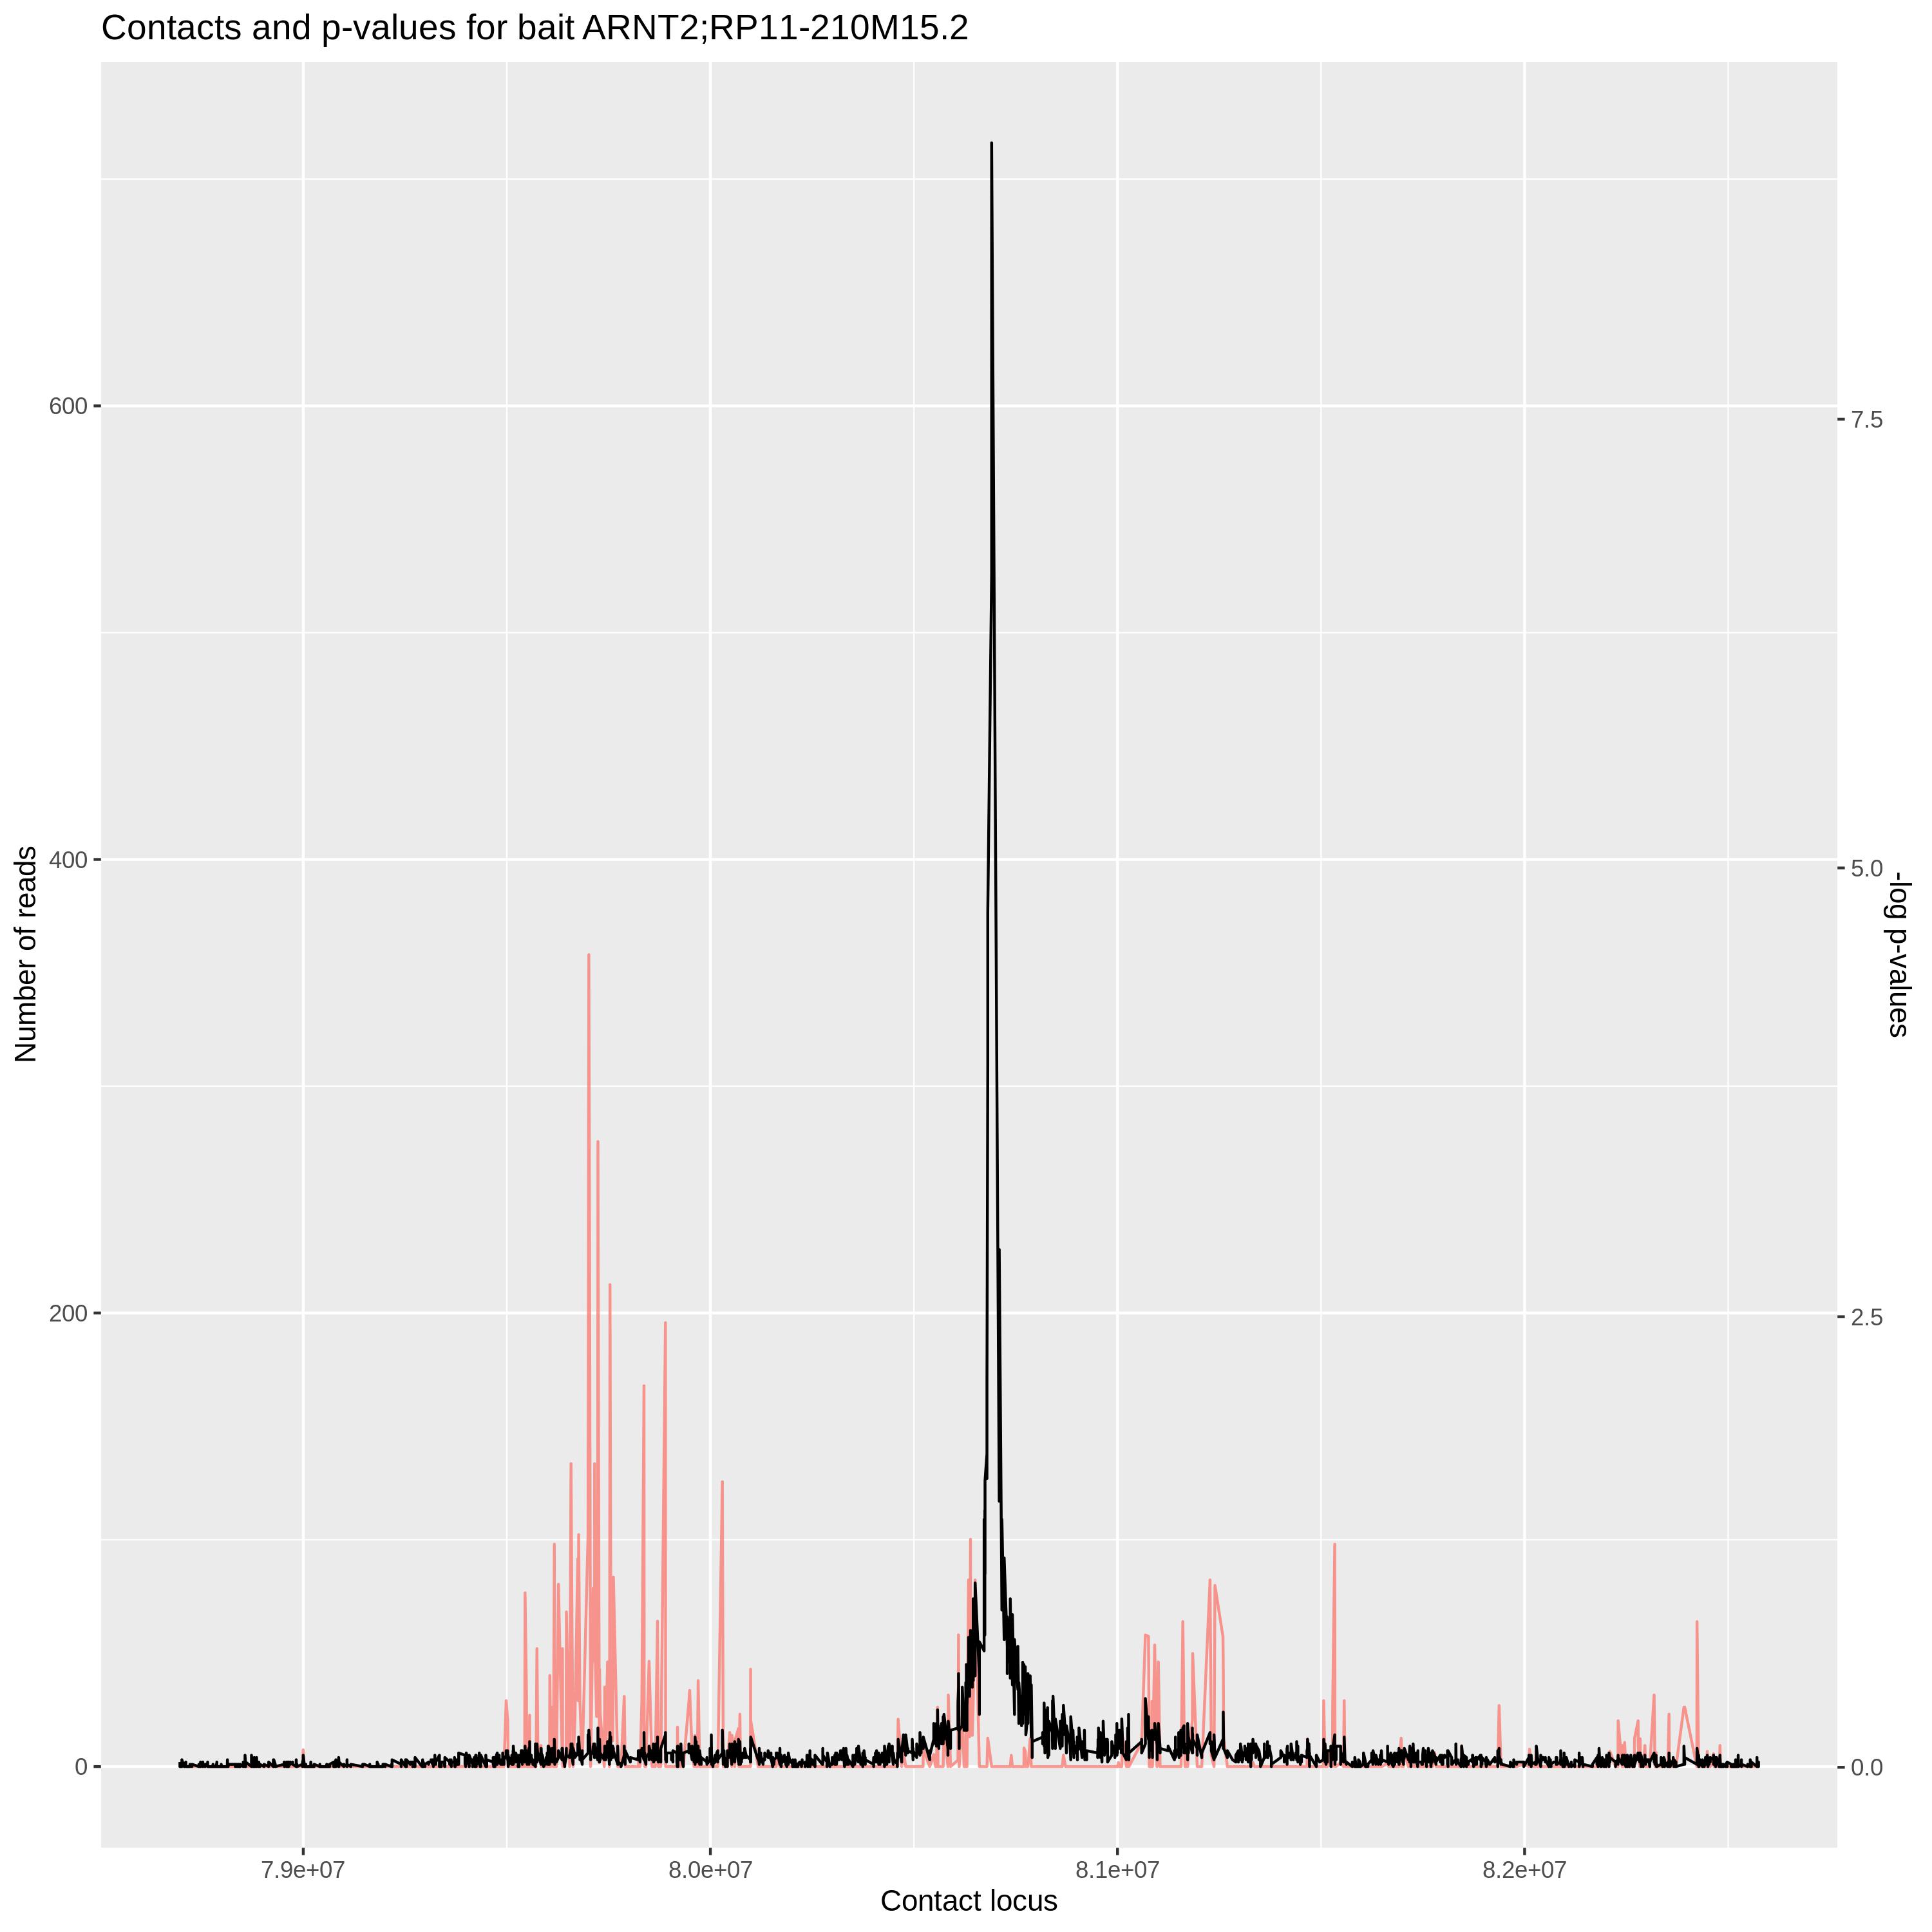 Contacts and p-values for bait ARNT2;RP11-210M15.2
600
400
200
0
Number of reads
7.5
5.0
2.5
0.0
-log p-values
7.9e+07
8.0e+07
8.1e+07
8.2e+07
Contact locus